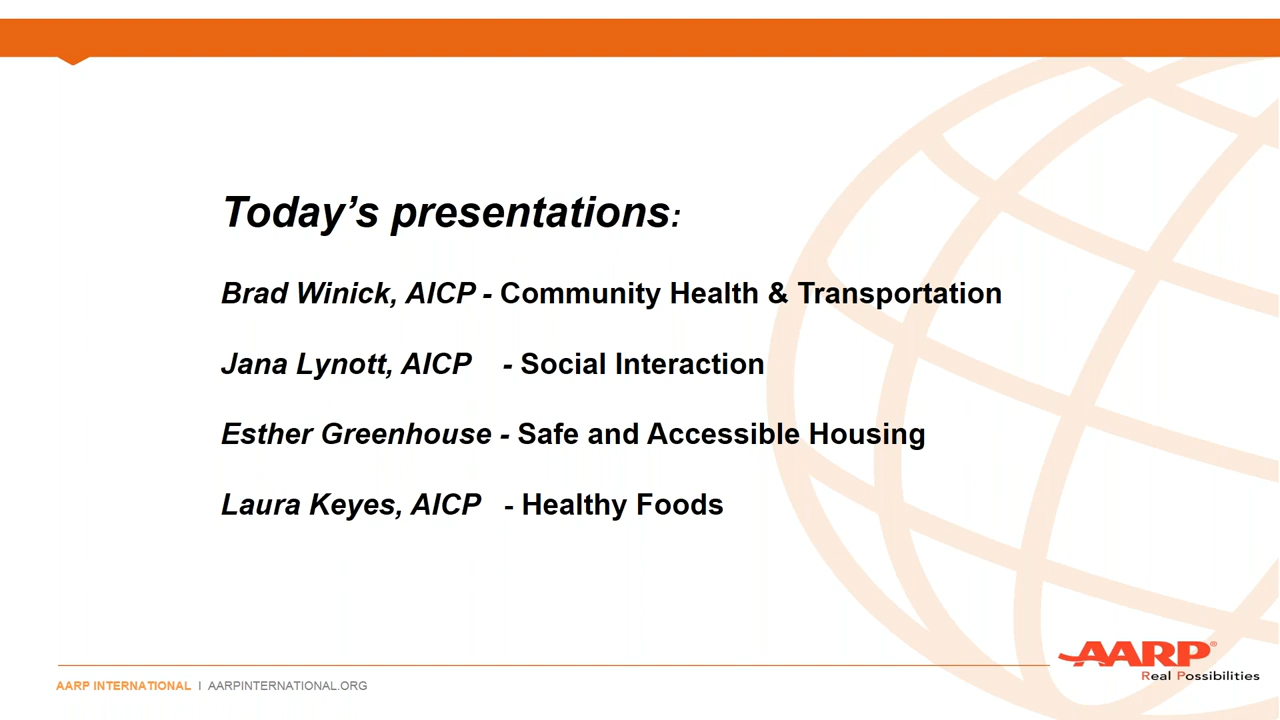 Today’s presentations:
Brad Winick, AICP - Community Health & Transportation
Jana Lynott, AICP - Social Interaction
Esther Greenhouse - Safe and Accessible Housing
Laura Keyes, AICP - Healthy Foods
AARP®
Real Possibilities
AARP INTERNATIONAL | AARPINTERNATIONAL.ORG